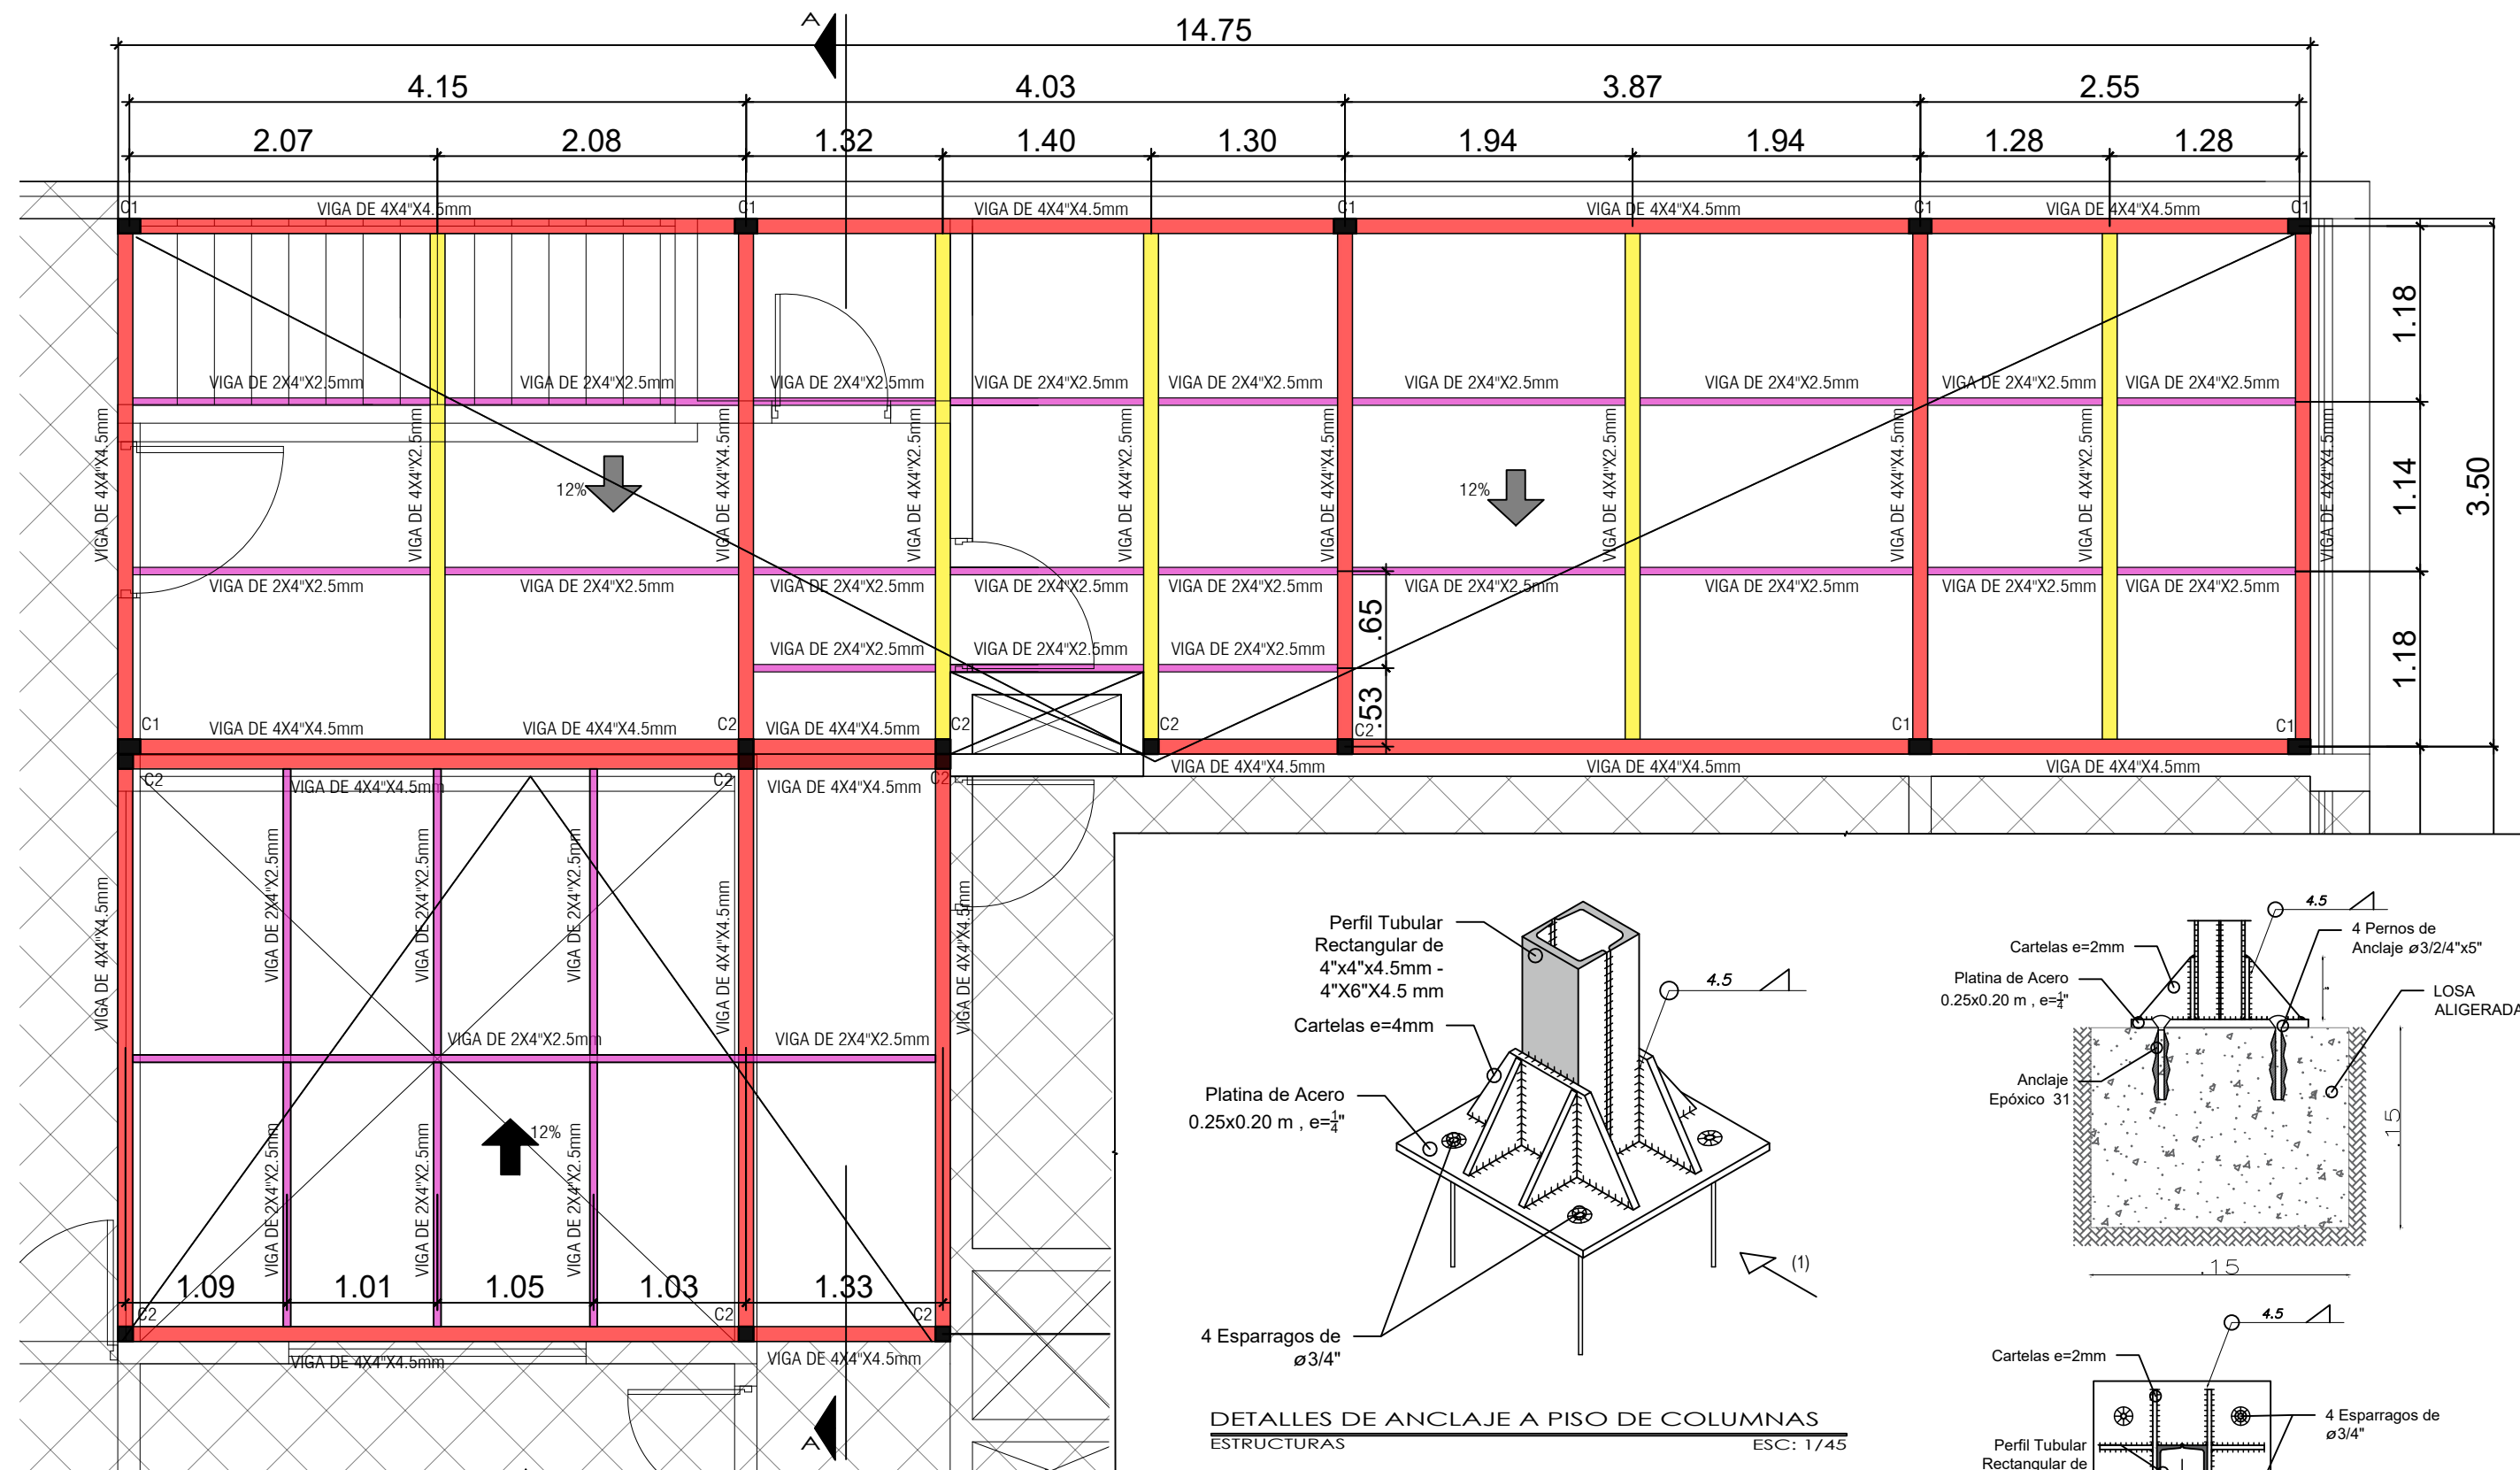 A
14.75
4.15
4.03
3.87
2.55
2.07
2.08
1.32
1.40
1.30
1.94
1.94
1.28
1.28
C1
VIGA DE 4X4"X4.5mm
C1
VIGA DE 4X4"X4.5mm
C1
VIGA DE 4X4"X4.5mm
C1
VIGA DE 4X4"X4.5mm
C1
1.18
VIGA DE 2X4"X2.5mm
VIGA DE 2X4"X2.5mm
VIGA DE 2X4"X2.5mm
VIGA DE 2X4"X2.5mm
VIGA DE 2X4"X2.5mm
VIGA DE 2X4"X2.5mm
VIGA DE 2X4"X2.5mm
VIGA DE 2X4"X2.5mm
VIGA DE 2X4"X2.5mm
VIGA DE 4X4"X4.5mm
VIGA DE 4X4"X2.5mm
VIGA DE 4X4"X4.5mm
VIGA DE 4X4"X2.5mm
VIGA DE 4X4"X2.5mm
VIGA DE 4X4"X4.5mm
VIGA DE 4X4"X2.5mm
VIGA DE 4X4"X4.5mm
VIGA DE 4X4"X2.5mm
VIGA DE 4X4"X4.5mm
12%
12%
1.14
3.50
VIGA DE 2X4"X2.5mm
VIGA DE 2X4"X2.5mm
VIGA DE 2X4"X2.5mm
VIGA DE 2X4"X2.5mm
VIGA DE 2X4"X2.5mm
VIGA DE 2X4"X2.5mm
VIGA DE 2X4"X2.5mm
VIGA DE 2X4"X2.5mm
VIGA DE 2X4"X2.5mm
.65
VIGA DE 2X4"X2.5mm
VIGA DE 2X4"X2.5mm
VIGA DE 2X4"X2.5mm
1.18
.53
C1
VIGA DE 4X4"X4.5mm
VIGA DE 4X4"X4.5mm
C2
VIGA DE 4X4"X4.5mm
C2
C2
C2
C1
C1
VIGA DE 4X4"X4.5mm
VIGA DE 4X4"X4.5mm
VIGA DE 4X4"X4.5mm
C2
VIGA DE 4X4"X4.5mm
C2
VIGA DE 4X4"X4.5mm
C2
VIGA DE 4X4"X4.5mm
VIGA DE 2X4"X2.5mm
VIGA DE 2X4"X2.5mm
VIGA DE 2X4"X2.5mm
VIGA DE 4X4"X4.5mm
VIGA DE 4X4"X4.5mm
VIGA DE 2X4"X2.5mm
VIGA DE 2X4"X2.5mm
12%
VIGA DE 2X4"X2.5mm
VIGA DE 2X4"X2.5mm
VIGA DE 2X4"X2.5mm
1.09
1.01
1.05
1.03
1.33
C2
C2
C2
VIGA DE 4X4"X4.5mm
VIGA DE 4X4"X4.5mm
A
Perfil Tubular
Rectangular de
4"x4"x4.5mm -
4"X6"X4.5 mm
Cartelas e=4mm
Platina de Acero
0.25x0.20 m , e=¼"
4.5
(1)
4 Esparragos de
ø3/4"
DETALLES DE ANCLAJE A PISO DE COLUMNAS
ESTRUCTURAS
ESC: 1/45
4.5
4 Pernos de
Anclaje ø3/2/4"x5"
Cartelas e=2mm
Platina de Acero
0.25x0.20 m , e=¼"
LOSA
ALIGERADA
Anclaje
Epóxico 31
.15
.15
4.5
Cartelas e=2mm
4 Esparragos de
ø3/4"
Perfil Tubular
Rectangular de